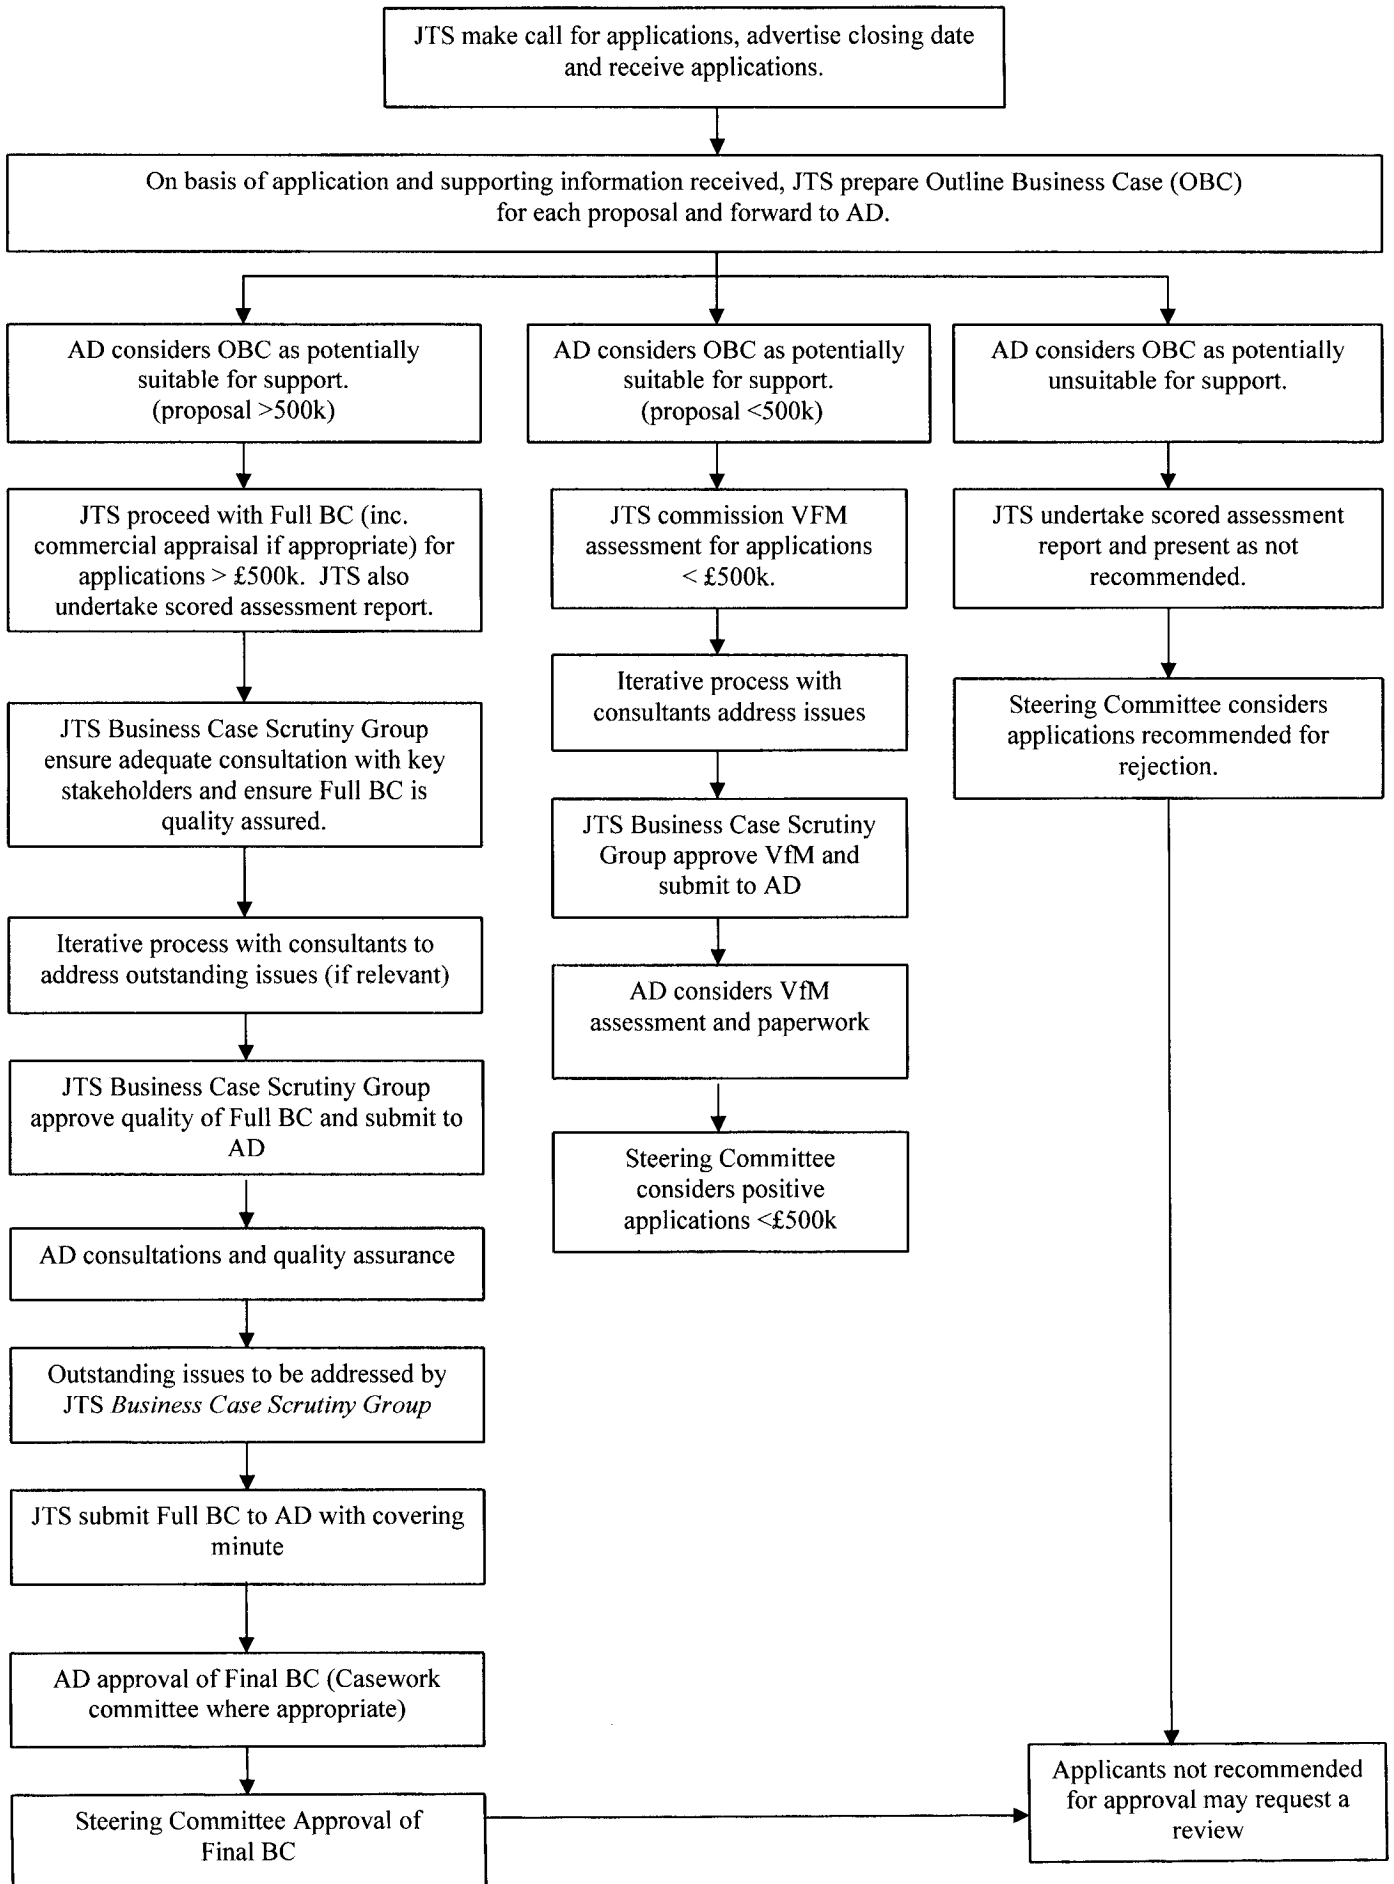 JTS make call for applications, advertise closing date
and receive applications.
On basis of application and supporting information received, JTS prepare Outline Business Case (OBC)
for each proposal and forward to AD.
AD considers OBC as potentially
suitable for support.
(proposal >500k)
JTS proceed with Full BC (inc.
commercial appraisal if appropriate) for
applications > £500k.  JTS also
undertake scored assessment report.
JTS Business Case Scrutiny Group
ensure adequate consultation with key
stakeholders and ensure Full BC is
quality assured.
Iterative process with consultants to
address outstanding issues (if relevant)
JTS Business Case Scrutiny Group
approve quality of Full BC and submit to
AD
AD consultations and quality assurance
Outstanding issues to be addressed by
JTS Business Case Scrutiny Group
JTS submit Full BC to AD with covering
minute
AD approval of Final BC (Casework
committee where appropriate)
Steering Committee Approval of
Final BC
AD considers OBC as potentially
suitable for support.
(proposal <500k)
JTS commission VFM
assessment for applications
< £500k.
Iterative process with
consultants address issues
JTS Business Case Scrutiny
Group approve VfM and
submit to AD
AD considers VfM
assessment and paperwork
Steering Committee
considers positive
applications <£500k
AD considers OBC as potentially
unsuitable for support.
JTS undertake scored assessment
report and present as not
recommended.
Steering Committee considers
applications recommended for
rejection.
Applicants not recommended
for approval may request a
review